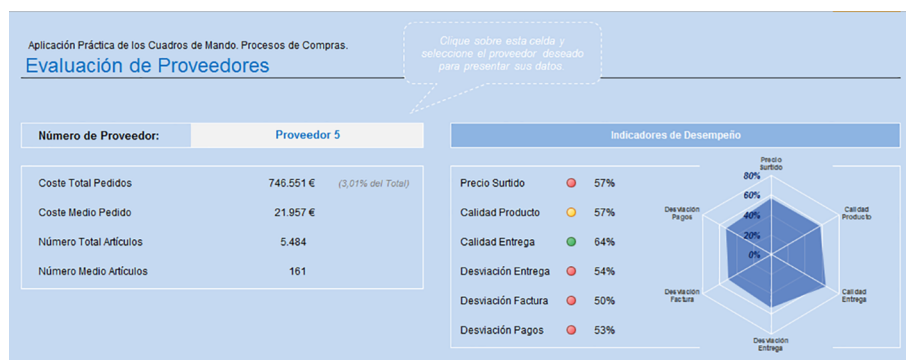 Aplicación Práctica de los Cuadros de Mando. Procesos de Compras.
Evaluación de Proveedores
Clique sobre esta celda y
seleccione el proveedor deseado
para presentar sus datos
Número de Proveedor: Proveedor 5
Coste Total Pedidos 746.551 € (3,01% del Total)
Coste Medio Pedido 21.957 €
Número Total Artículos 5.484
Número Medio Artículos 161
Indicadores de Desempeño
Precio Surtido 57%
Calidad Producto 57%
Calidad Entrega 64%
Desviación Entrega 54%
Desviación Factura 50%
Desviación Pagos 53%
Precio
Surtido
80%
60%
40%
20%
0%
Calidad
Producto
Calidad
Entrega
Desviación
Entrega
Desviación
Factura
Desviación
Pagos